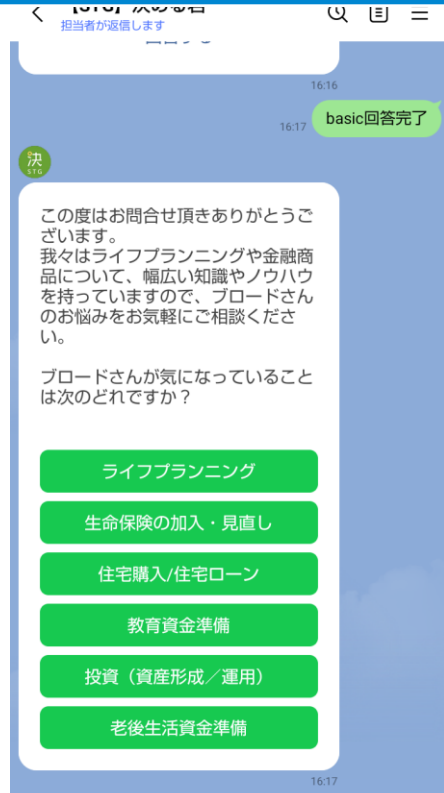 【STG】決める君
担当者が返信します
回答する
16:16
basic回答完了
16:17
決
STG
この度はお問合せ頂きありがとうご
ざいます。
我々はライフプランニングや金融商
品について、幅広い知識やノウハウ
を持っていますので、ブロードさん
のお悩みをお気軽にご相談くださ
い。
ブロードさんが気になっていること
は次のどれですか？
ライフプランニング
生命保険の加入・見直し
住宅購入/住宅ローン
教育資金準備
投資（資産形成／運用）
老後生活資金準備
16:17